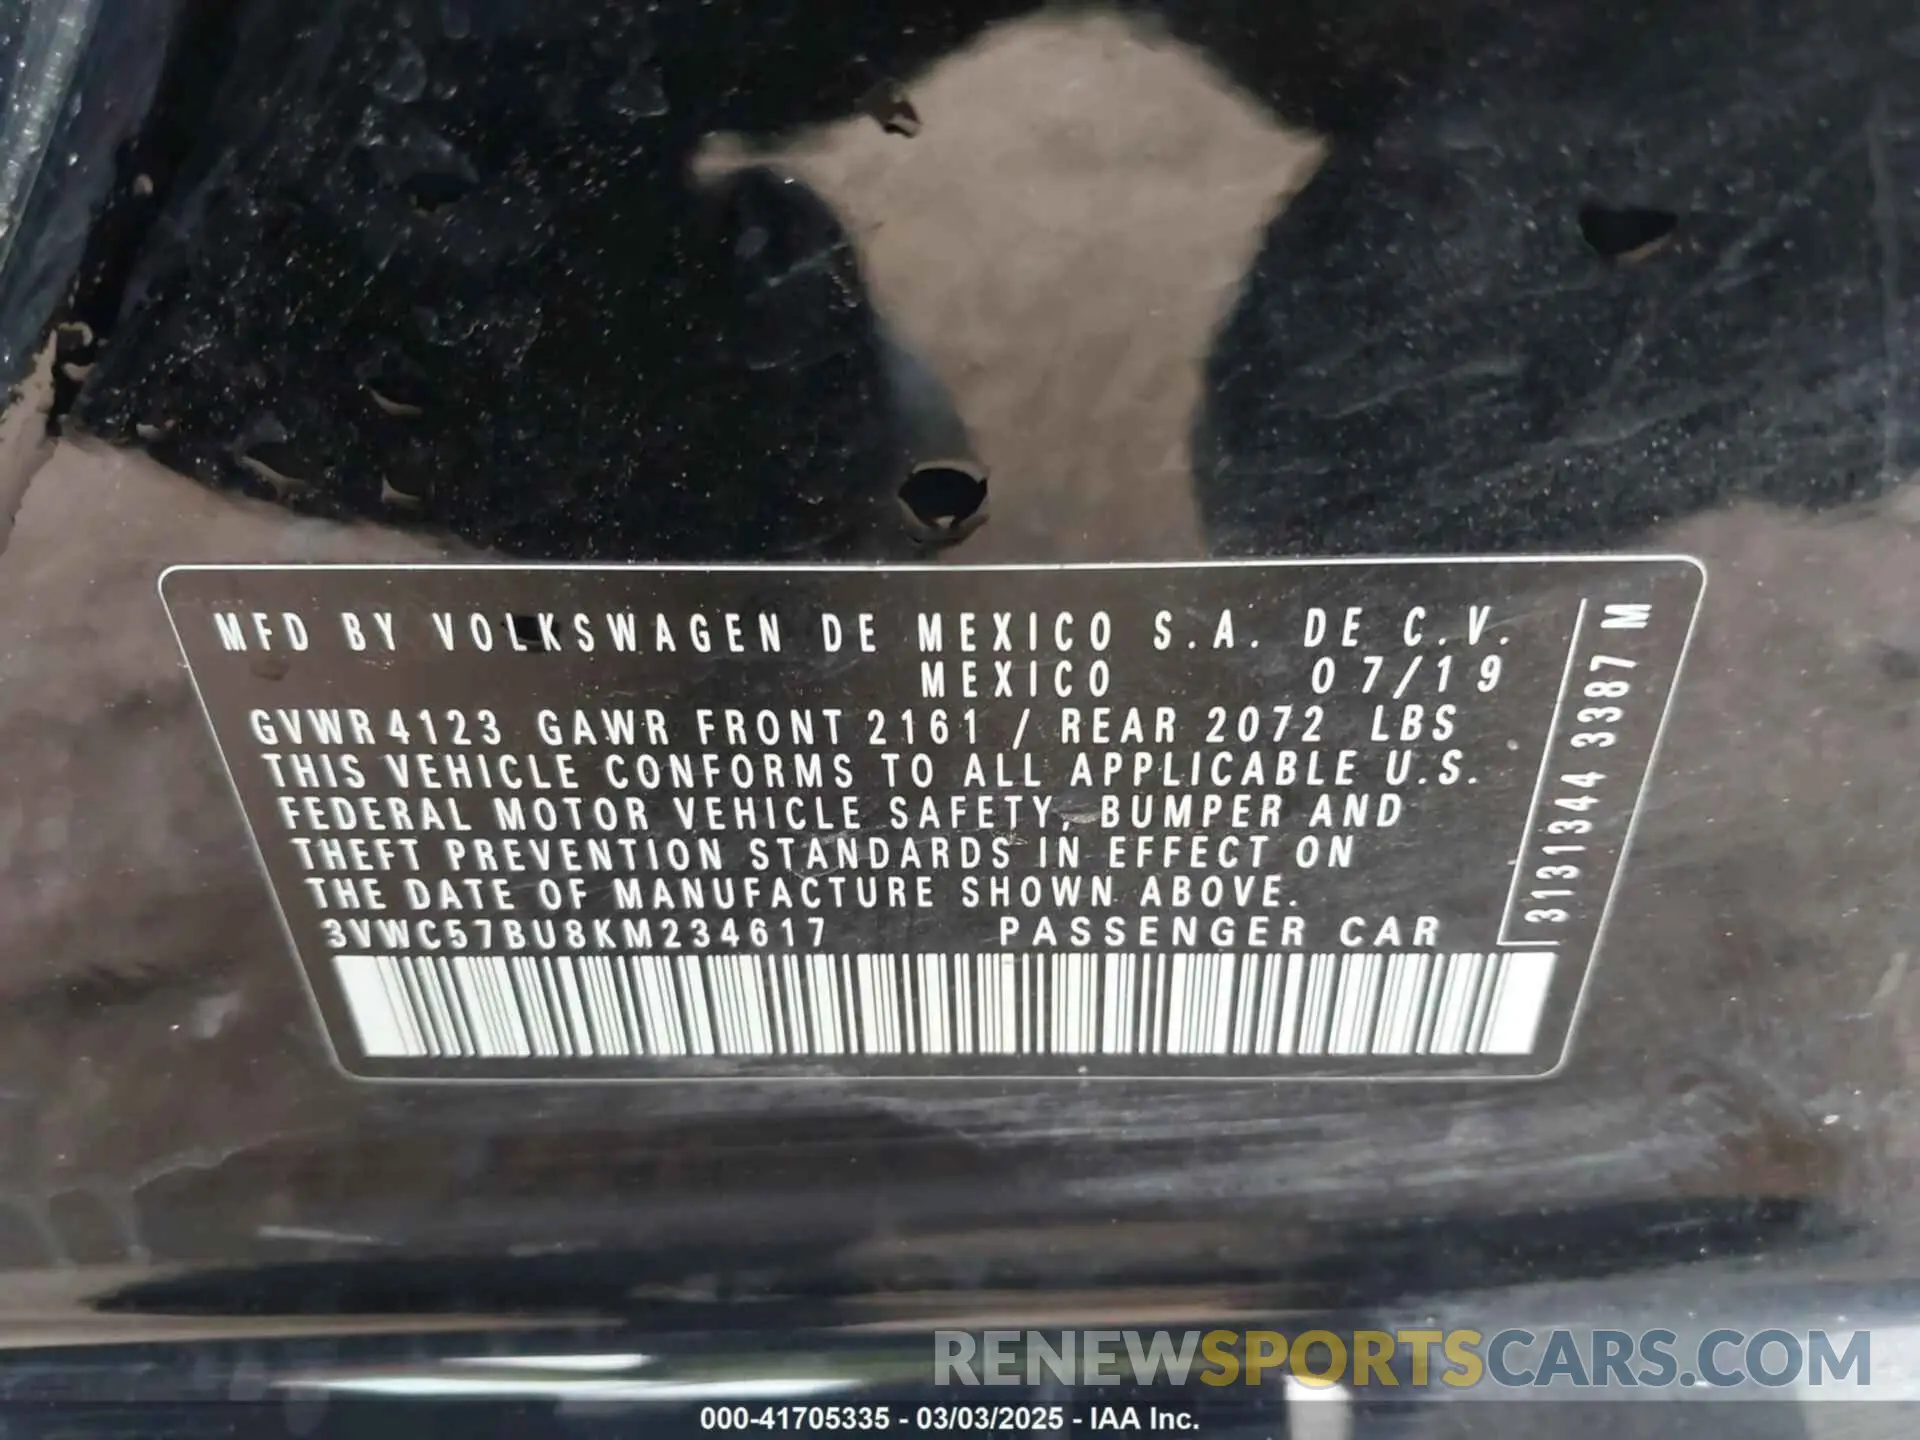 MFD BY VOLKSWAGEN DE MEXICO S.A. DE C.V.
MEXICO 07/19
GVWR 4123 GAWR FRONT 2161 / REAR 2072 LBS
THIS VEHICLE CONFORMS TO ALL APPLICABLE U.S.
FEDERAL MOTOR VEHICLE SAFETY, BUMPER AND
THEFT PREVENTION STANDARDS IN EFFECT ON
THE DATE OF MANUFACTURE SHOWN ABOVE.
3VWC57BU8KM234617 PASSENGER CAR
3131344 3387 M
RENEWSPORTSCARS.COM
000-41705335 - 03/03/2025 - IAA Inc.